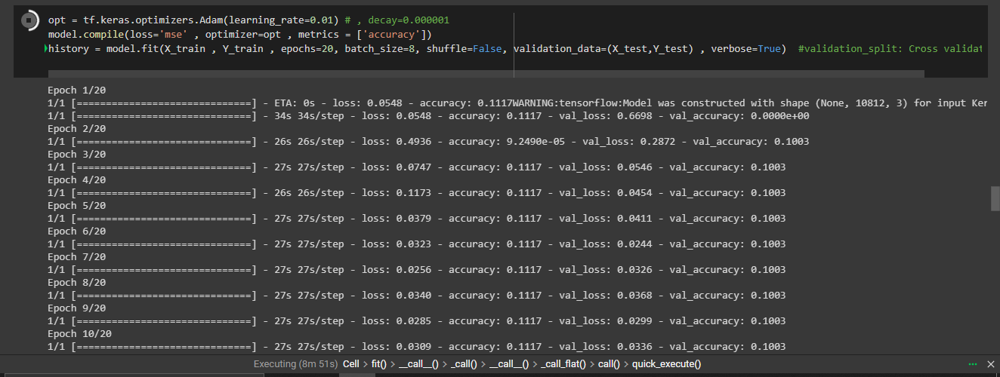 opt = tf.keras.optimizers.Adam(learning_rate=0.01) # , decay=0.000001
model.compile(loss='mse' , optimizer=opt , metrics = ['accuracy'])
history = model.fit(X_train , Y_train , epochs=20, batch_size=8, shuffle=False, validation_data=(X_test,Y_test) , verbose=True)  #validation_split: Cross validat
Epoch 1/20
1/1 [==============================] - ETA: 0s - loss: 0.0548 - accuracy: 0.1117WARNING:tensorflow:Model was constructed with shape (None, 10812, 3) for input Ker
1/1 [==============================] - 34s 34s/step - loss: 0.0548 - accuracy: 0.1117 - val_loss: 0.6698 - val_accuracy: 0.0000e+00
Epoch 2/20
1/1 [==============================] - 26s 26s/step - loss: 0.4936 - accuracy: 9.2490e-05 - val_loss: 0.2872 - val_accuracy: 0.1003
Epoch 3/20
1/1 [==============================] - 27s 27s/step - loss: 0.0747 - accuracy: 0.1117 - val_loss: 0.0546 - val_accuracy: 0.1003
Epoch 4/20
1/1 [==============================] - 26s 26s/step - loss: 0.1173 - accuracy: 0.1117 - val_loss: 0.0454 - val_accuracy: 0.1003
Epoch 5/20
1/1 [==============================] - 27s 27s/step - loss: 0.0379 - accuracy: 0.1117 - val_loss: 0.0411 - val_accuracy: 0.1003
Epoch 6/20
1/1 [==============================] - 27s 27s/step - loss: 0.0323 - accuracy: 0.1117 - val_loss: 0.0244 - val_accuracy: 0.1003
Epoch 7/20
1/1 [==============================] - 27s 27s/step - loss: 0.0256 - accuracy: 0.1117 - val_loss: 0.0326 - val_accuracy: 0.1003
Epoch 8/20
1/1 [==============================] - 27s 27s/step - loss: 0.0340 - accuracy: 0.1117 - val_loss: 0.0368 - val_accuracy: 0.1003
Epoch 9/20
1/1 [==============================] - 27s 27s/step - loss: 0.0285 - accuracy: 0.1117 - val_loss: 0.0299 - val_accuracy: 0.1003
Epoch 10/20
1/1 [==============================] - 27s 27s/step - loss: 0.0309 - accuracy: 0.1117 - val_loss: 0.0336 - val_accuracy: 0.1003
Executing (8m 51s) Cell > fit() > __call__() > _call() > __call__() > _call_flat() > call() > quick_execute()